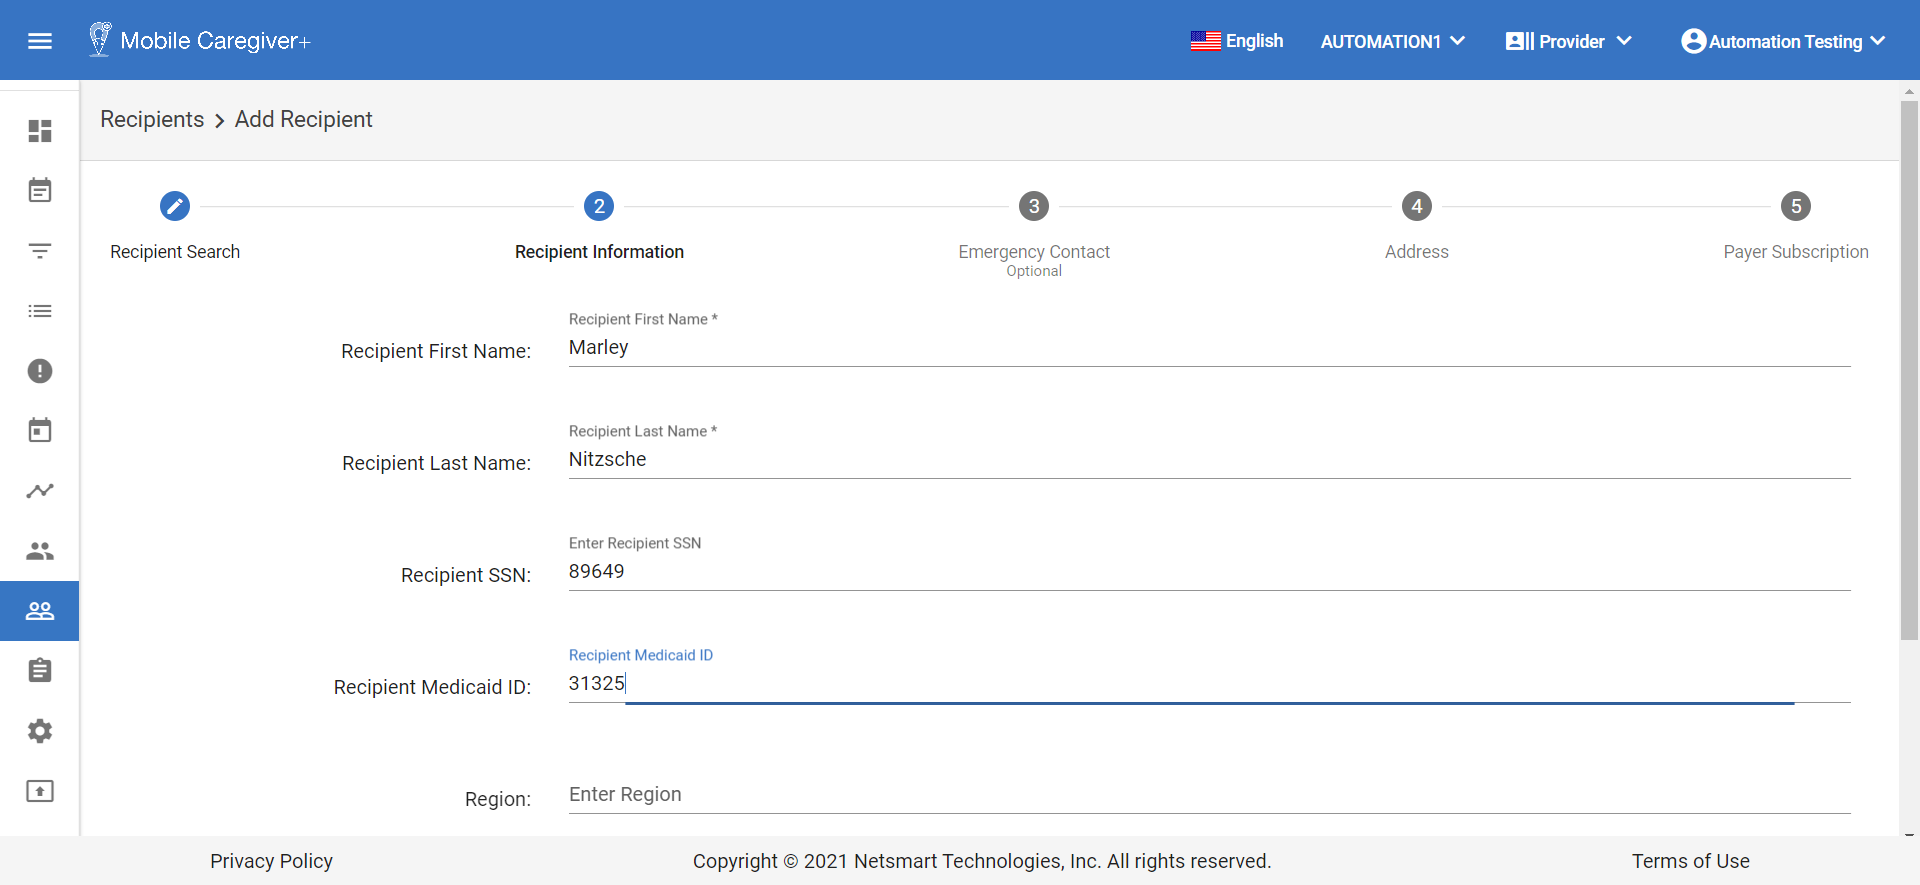 Mobile Caregiver+
English
AUTOMATION1
Provider
Automation Testing
Recipients > Add Recipient
2
3
4
5
Recipient Search
Recipient Information
Emergency Contact
Optional
Address
Payer Subscription
Recipient First Name *
Recipient First Name:
Marley
Recipient Last Name *
Recipient Last Name:
Nitzsche
Enter Recipient SSN
Recipient SSN:
89649
Recipient Medicaid ID
Recipient Medicaid ID:
31325
Region:
Enter Region
Privacy Policy
Copyright © 2021 Netsmart Technologies, Inc. All rights reserved.
Terms of Use